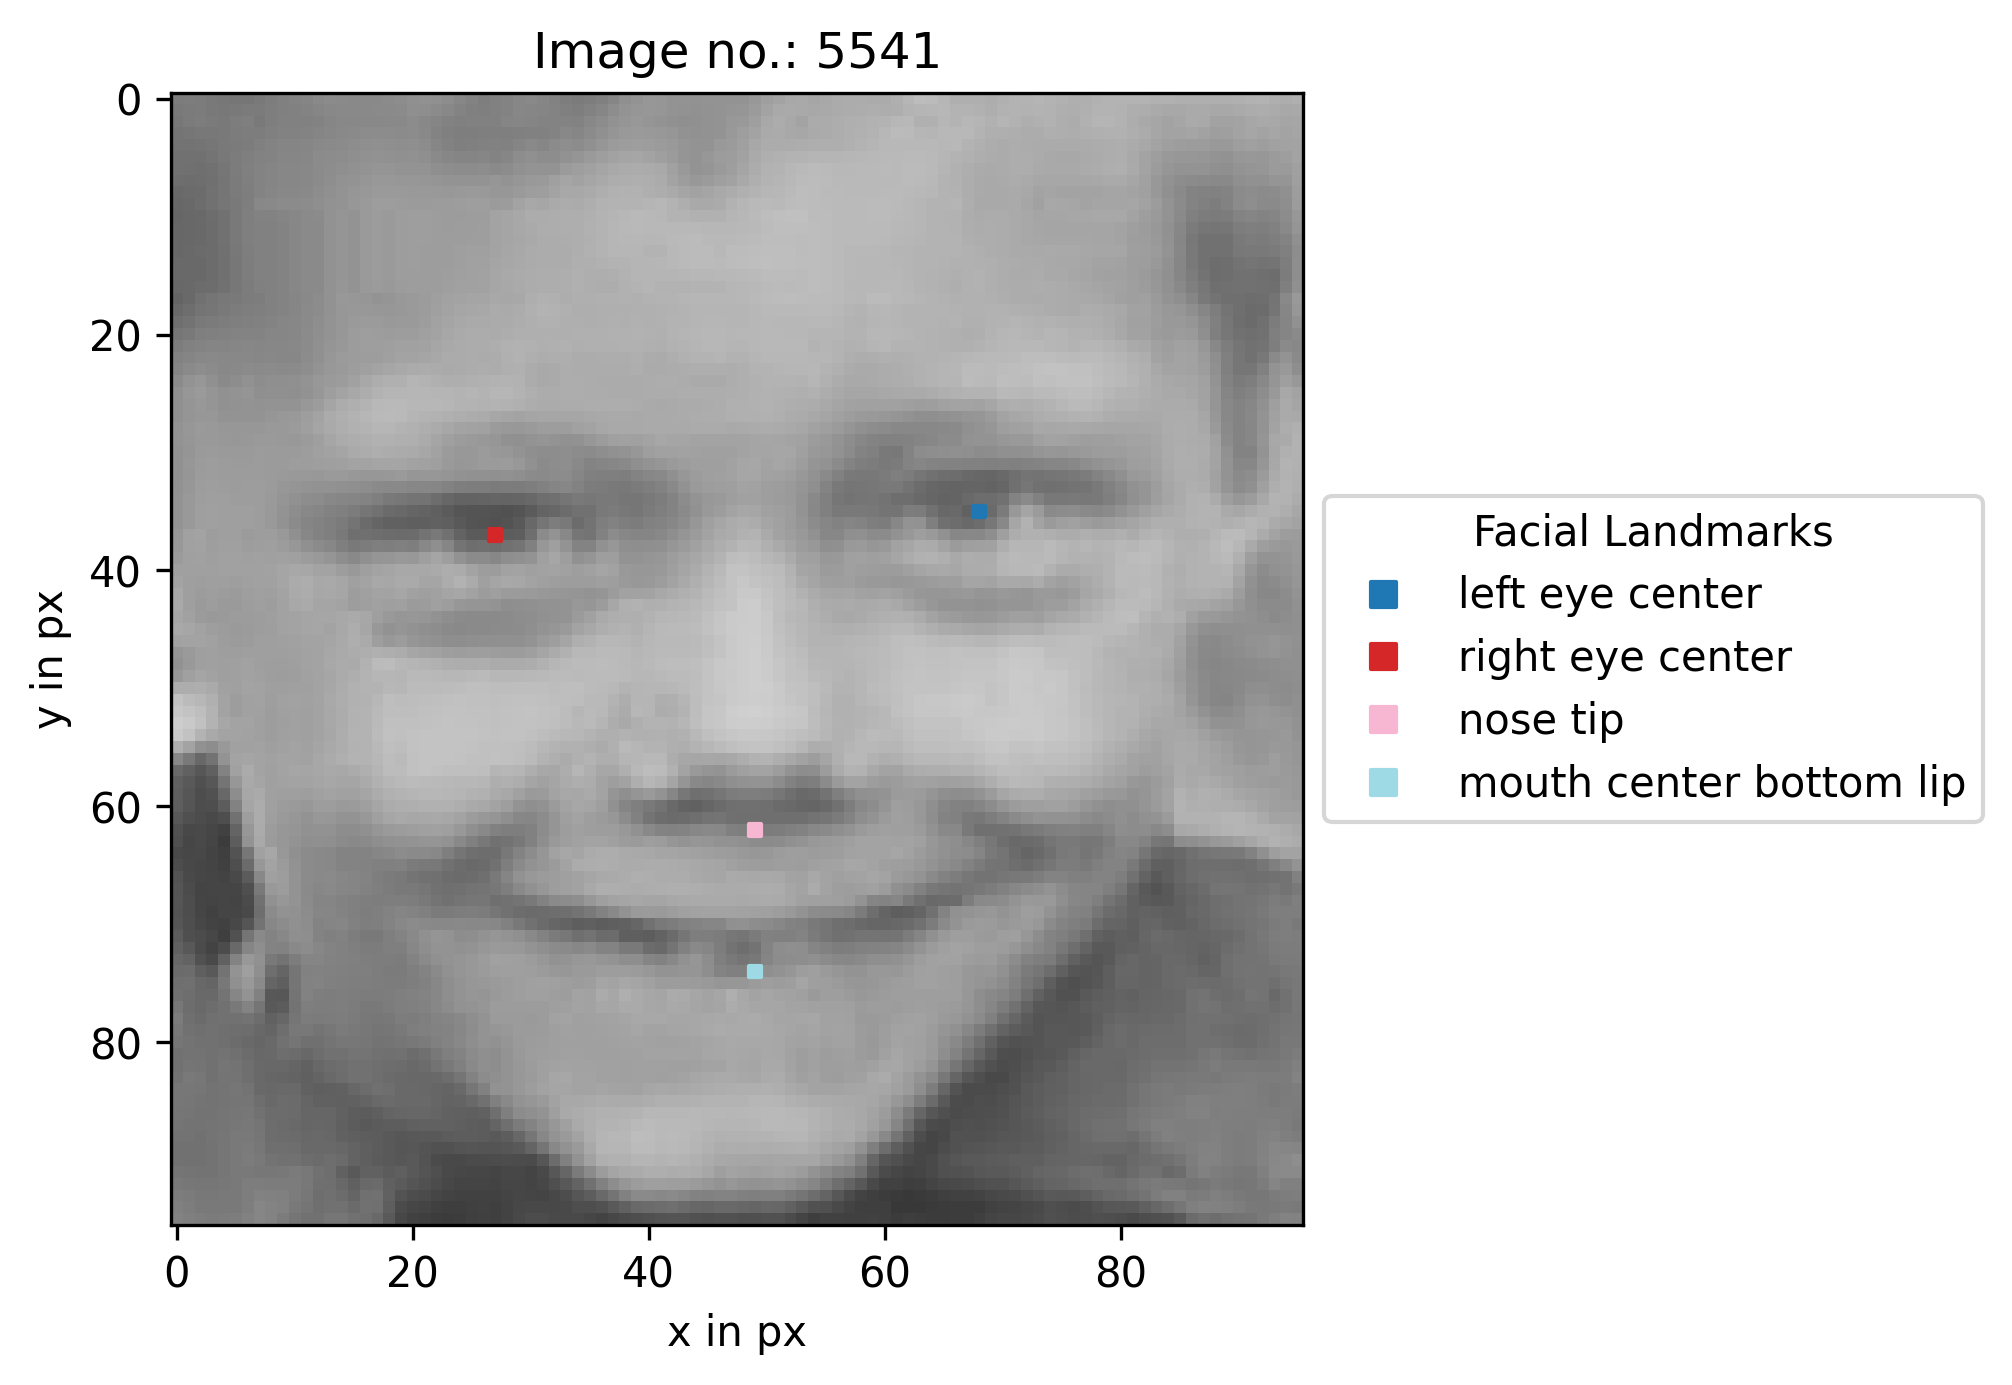 Image no.: 5541
0
20
40
60
80
y in px
0 20 40 60 80
x in px
Facial Landmarks
left eye center
right eye center
nose tip
mouth center bottom lip